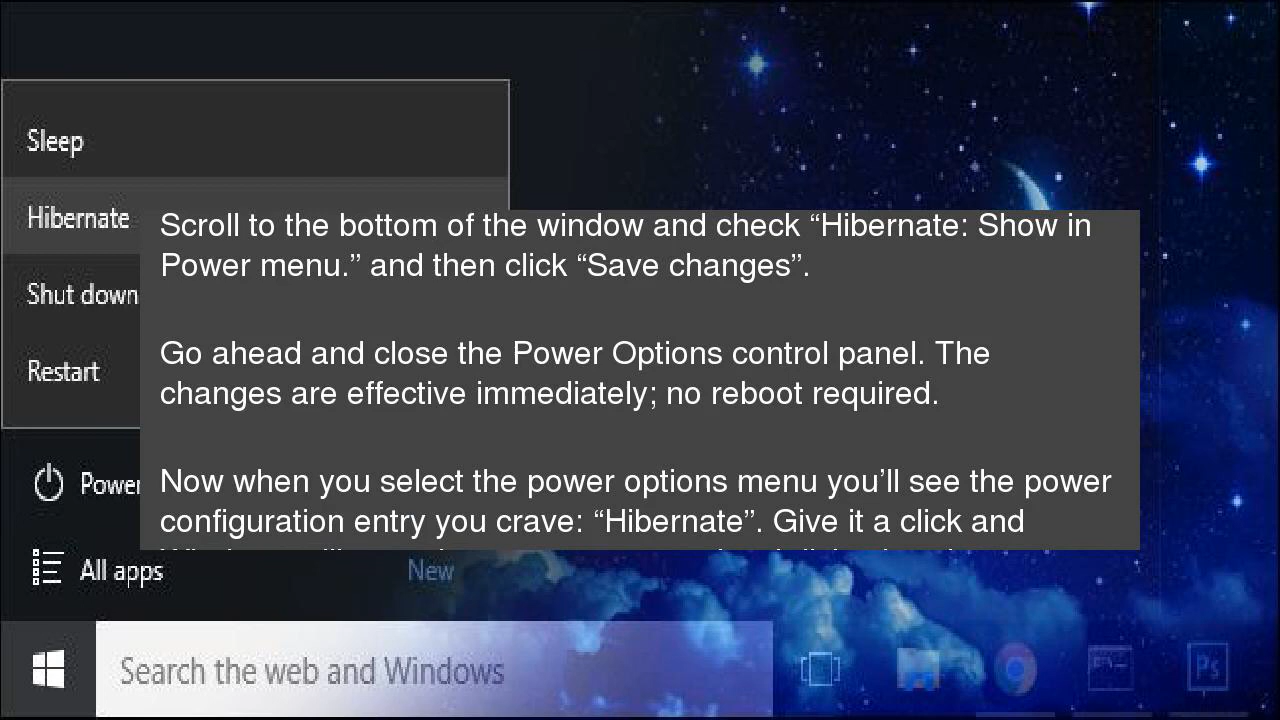 Sleep
Hibernate
Shut down
Restart
Scroll to the bottom of the window and check “Hibernate: Show in
Power menu.” and then click “Save changes”.
Go ahead and close the Power Options control panel. The
changes are effective immediately; no reboot required.
Now when you select the power options menu you’ll see the power
configuration entry you crave: “Hibernate”. Give it a click and
Power
All apps
New
Search the web and Windows
Ps